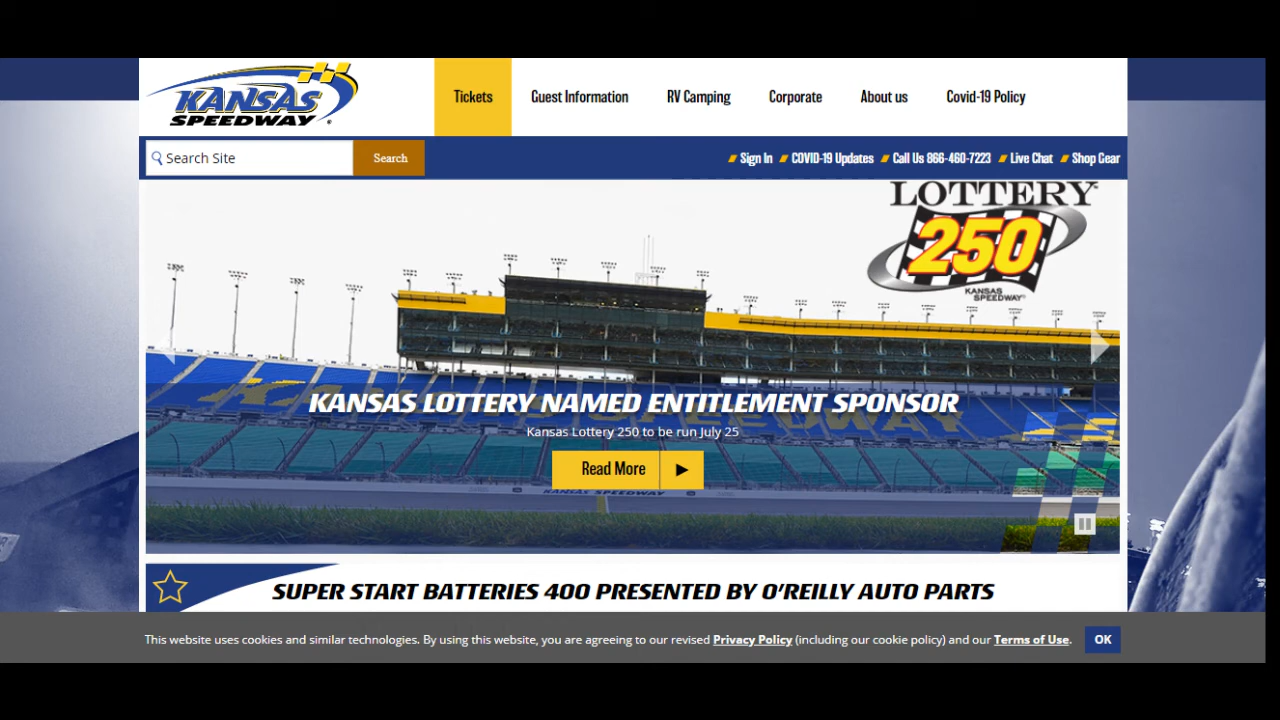 KANSAS
SPEEDWAY
Tickets
Guest Information
RV Camping
Corporate
About us
Covid-19 Policy
Search Site
Search
Sign In
COVID-19 Updates
Call Us 866-460-7223
Live Chat
Shop Gear
LOTTERY
250
KANSAS
SPEEDWAY
KANSAS LOTTERY NAMED ENTITLEMENT SPONSOR
Kansas Lottery 250 to be run July 25
Read More
KANSAS SPEEDWAY
SUPER START BATTERIES 400 PRESENTED BY O'REILLY AUTO PARTS
This website uses cookies and similar technologies. By using this website, you are agreeing to our revised Privacy Policy (including our cookie policy) and our Terms of Use.
OK